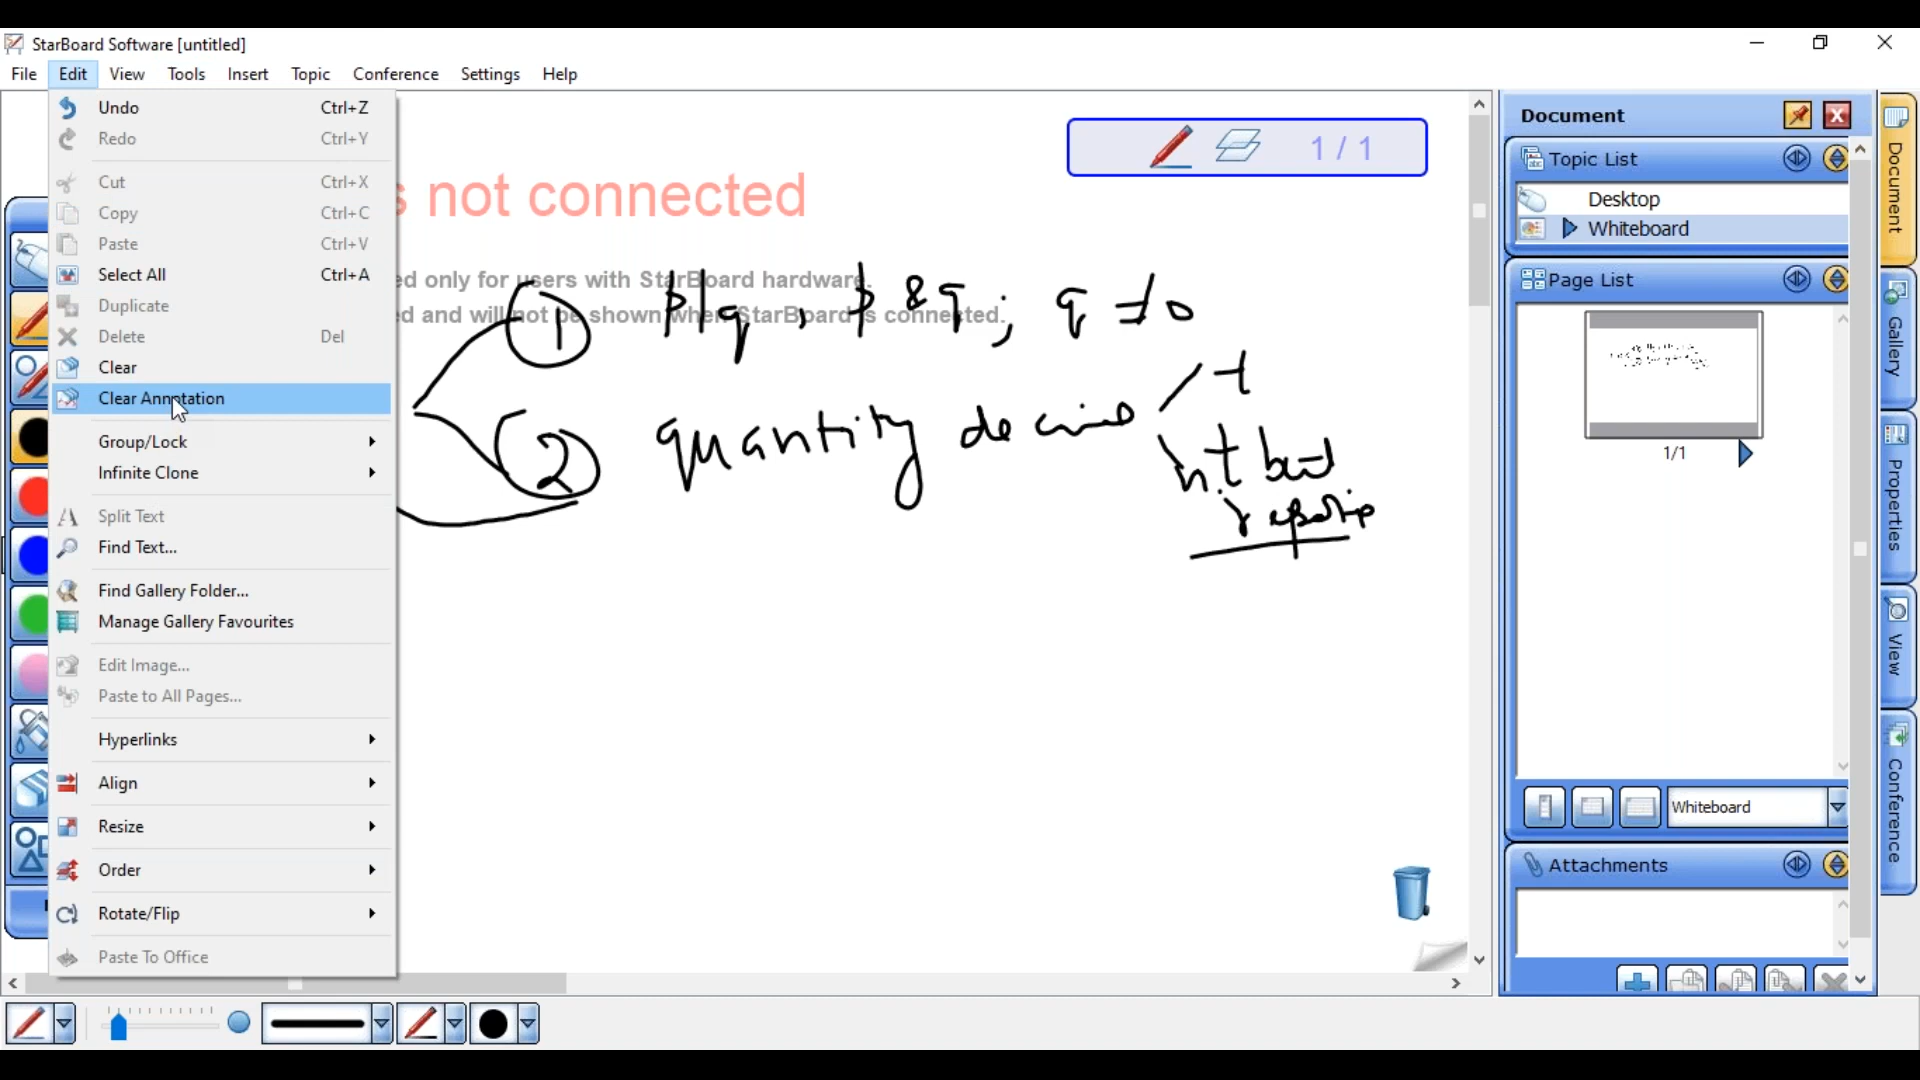 StarBoard Software [untitled]
File Edit View Tools Insert Topic Conference Settings Help
Undo Ctrl+Z
Redo Ctrl+Y
Cut Ctrl+X
Copy Ctrl+C
Paste Ctrl+V
Select All Ctrl+A
Duplicate
Delete Del
Clear
Clear Annotation
Group/Lock
Infinite Clone
Split Text
Find Text...
Find Gallery Folder...
Manage Gallery Favourites
Edit Image...
Paste to All Pages...
Hyperlinks
Align
Resize
Order
Rotate/Flip
Paste To Office
1 / 1
not connected
ed only for users with StarBoard hardware.
d and will not be shown when StarBoard is connected.
1 p/q, p & q; q ≠ 0
2 quantity
t
n.t but
Document
Topic List
Desktop
Whiteboard
Page List
1/1
Whiteboard
Attachments
Document
Gallery
Properties
View
Conference